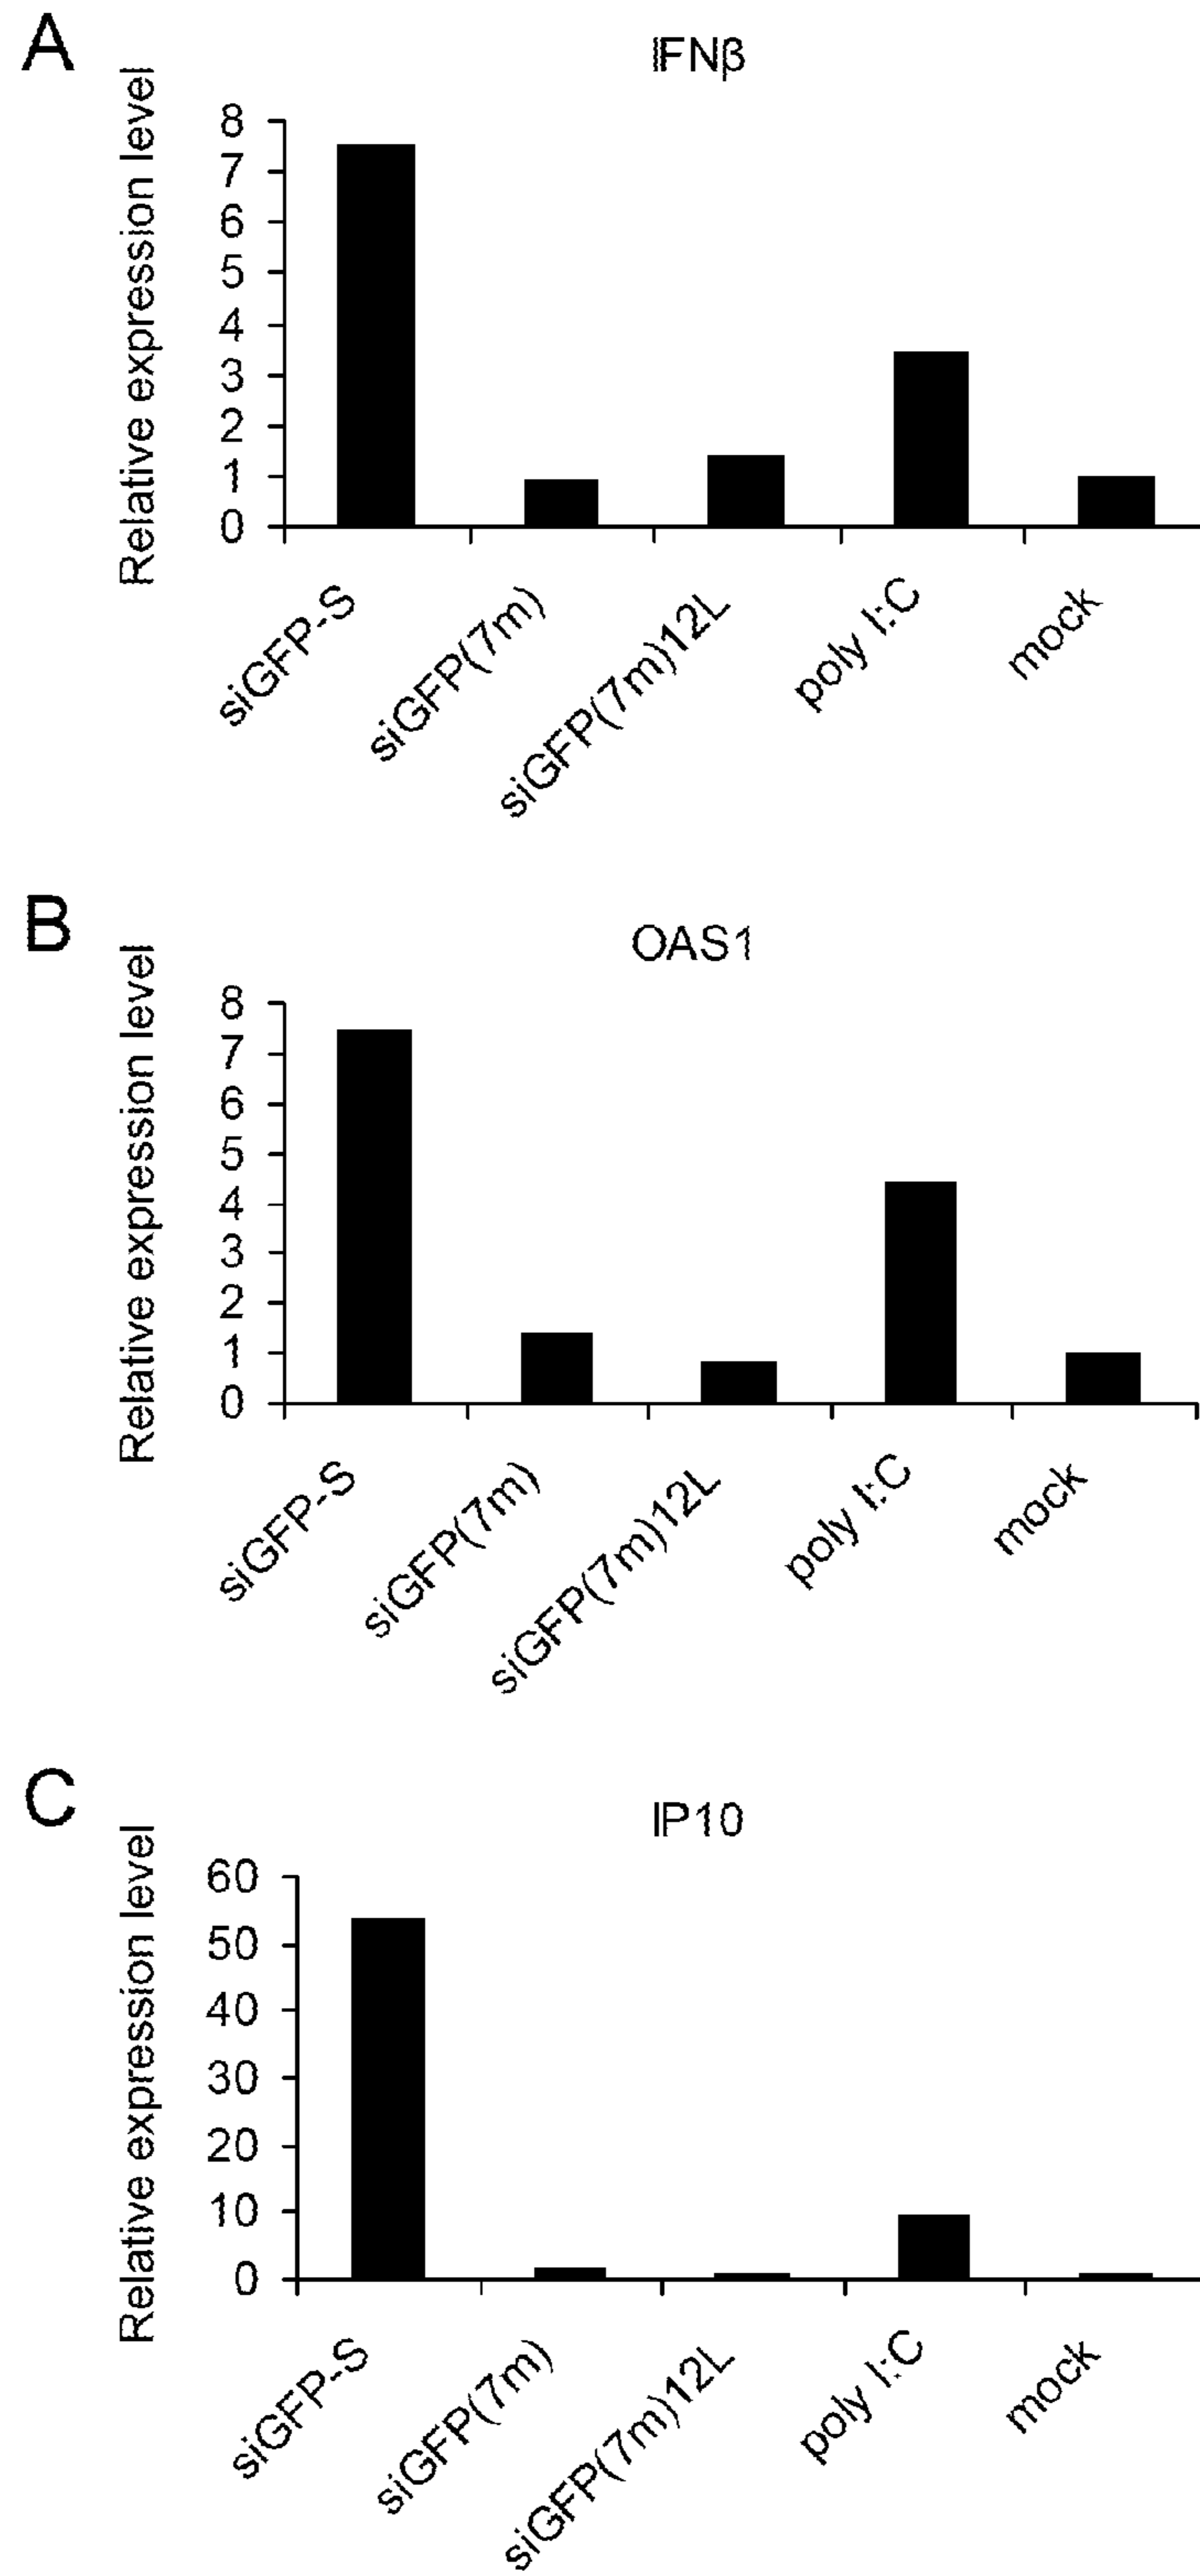 A
IFNβ
Relative expression level
8
7
6
5
4
3
2
1
0
siGFP-S
siGFP(7m)
siGFP(7m)12L
poly I:C
mock
B
OAS1
Relative expression level
8
7
6
5
4
3
2
1
0
siGFP-S
siGFP(7m)
siGFP(7m)12L
poly I:C
mock
C
IP10
Relative expression level
60
50
40
30
20
10
0
siGFP-S
siGFP(7m)
siGFP(7m)12L
poly I:C
mock